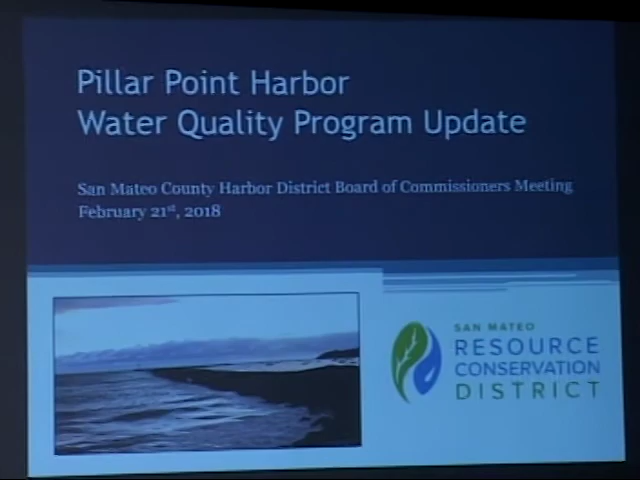 Pillar Point Harbor
Water Quality Program Update
San Mateo County Harbor District Board of Commissioners Meeting
February 21st, 2018
SAN MATEO
RESOURCE
CONSERVATION
DISTRICT